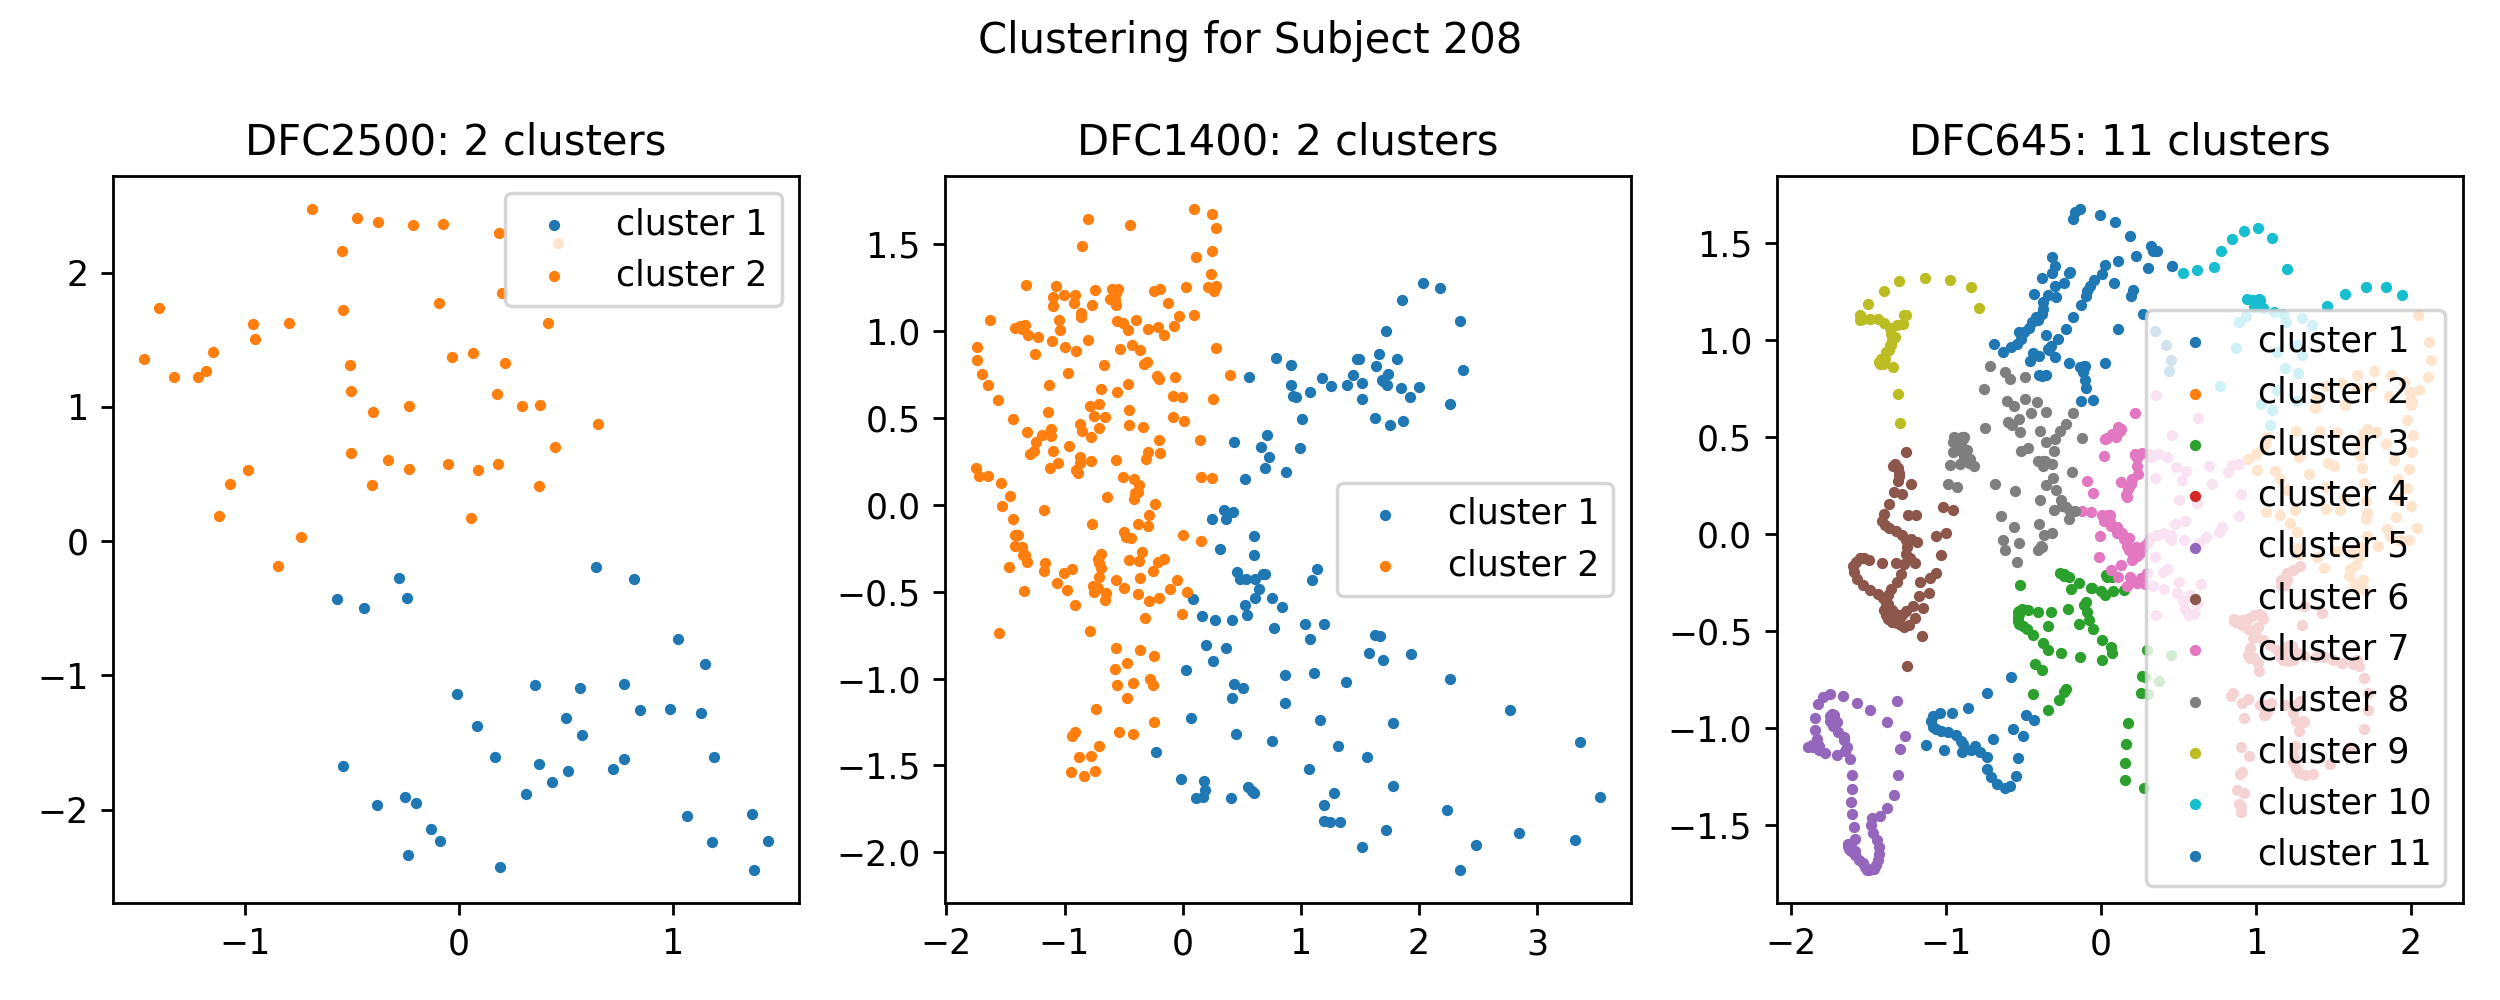 Clustering for Subject 208
DFC2500: 2 clusters
cluster 1
cluster 2
2
1
0
−1
−2
−1
0
1
DFC1400: 2 clusters
cluster 1
cluster 2
1.5
1.0
0.5
0.0
−0.5
−1.0
−1.5
−2.0
−2
−1
0
1
2
3
DFC645: 11 clusters
cluster 1
cluster 2
cluster 3
cluster 4
cluster 5
cluster 6
cluster 7
cluster 8
cluster 9
cluster 10
cluster 11
1.5
1.0
0.5
0.0
−0.5
−1.0
−1.5
−2
−1
0
1
2